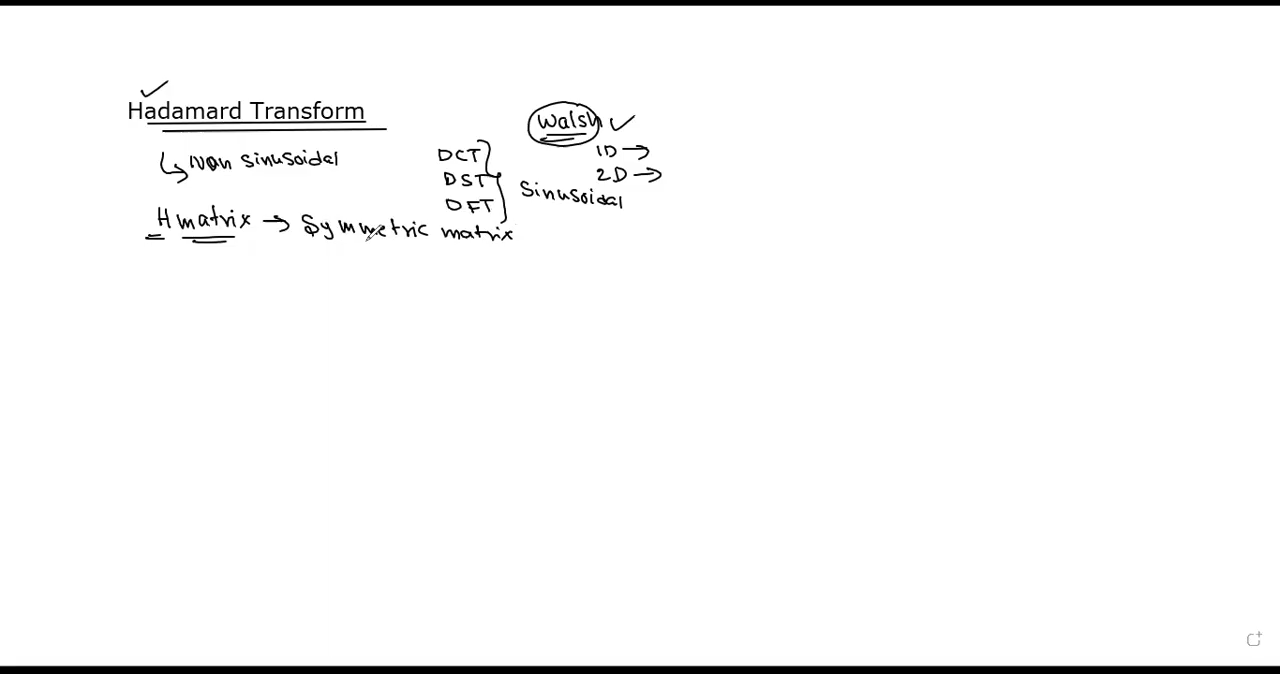 Hadamard Transform
Walsh
Non sinusoidal
DCT
DST
DFT
Sinusoidal
1D →
2D →
H matrix → Symmetric matrix